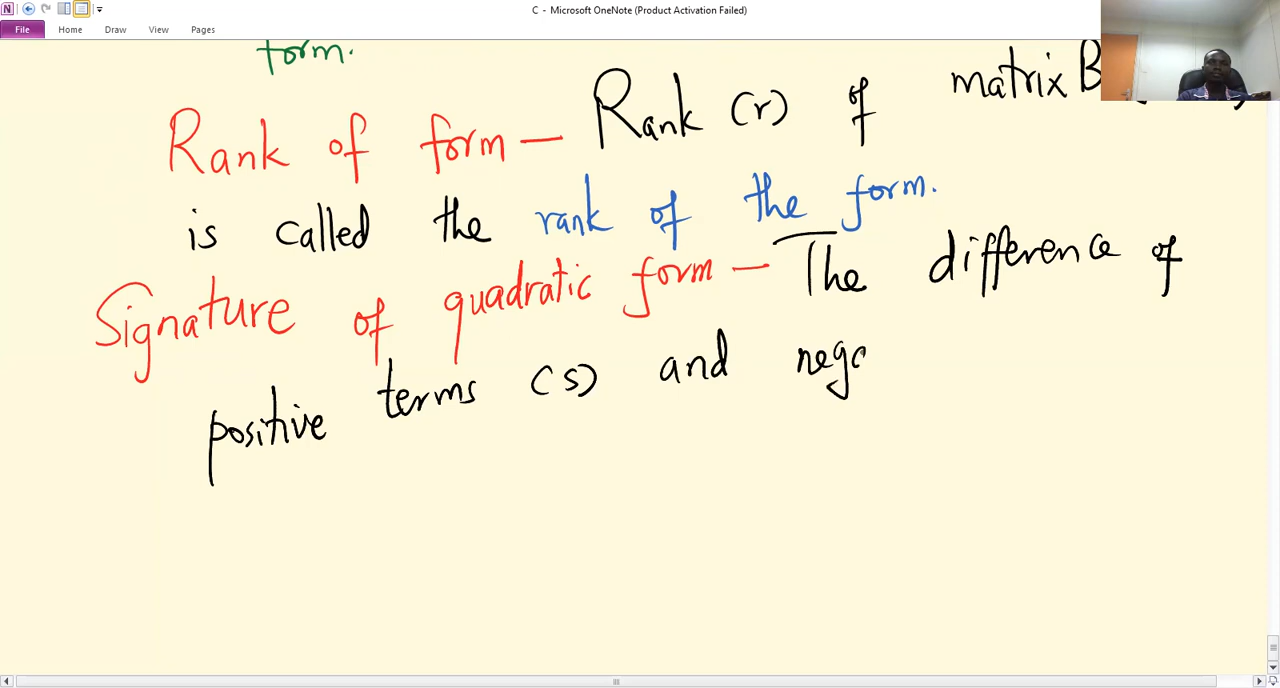 C - Microsoft OneNote (Product Activation Failed)
File Home Draw View Pages
form.
Rank of form — Rank (r) of matrix B
is called the rank of the form.
Signature of quadratic form — The difference of
positive terms (s) and nega